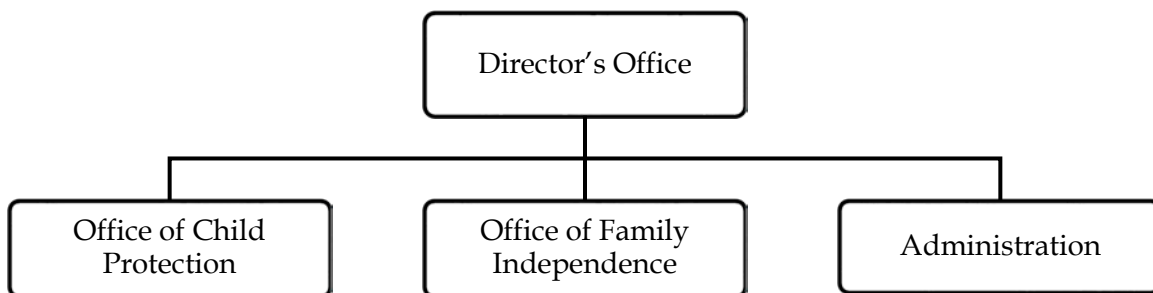 Director’s Office
Office of Child
Protection
Office of Family
Independence
Administration